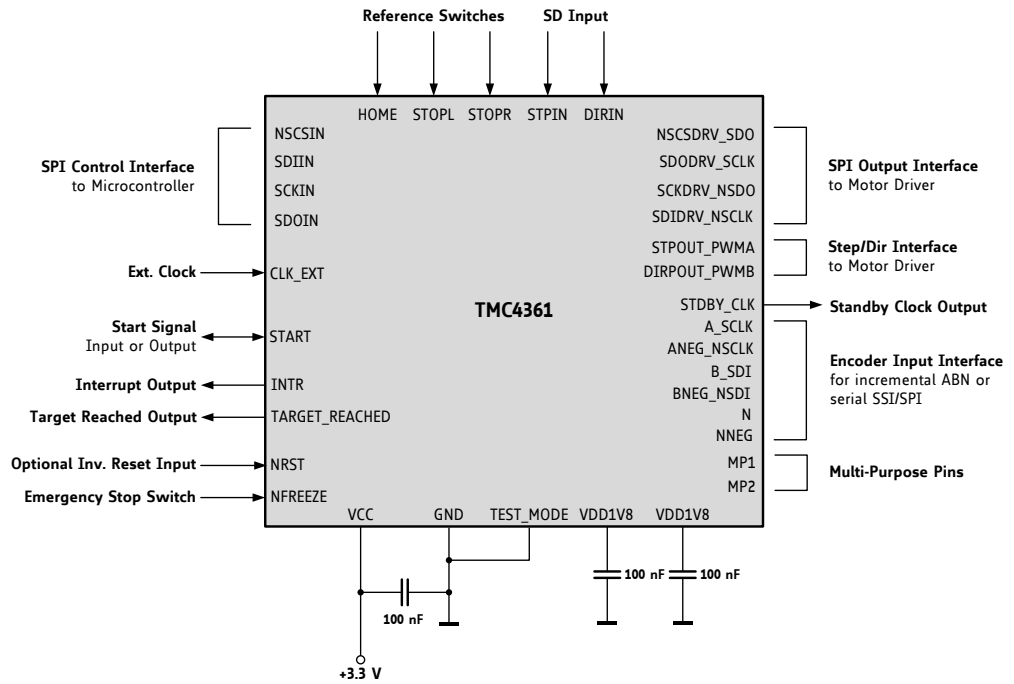 Reference Switches
SD Input
HOME STOPL STOPR STPIN DIRIN
SPI Control Interface
to Microcontroller
NSCSIN
SDIIN
SCKIN
SDOIN
Ext. Clock
CLK_EXT
Start Signal
Input or Output
START
Interrupt Output
INTR
Target Reached Output
TARGET_REACHED
Optional Inv. Reset Input
NRST
Emergency Stop Switch
NFREEZE
TMC4361
NSCSDRV_SDO
SDODRV_SCLK
SCKDRV_NSDO
SDIDRV_NSCLK
SPI Output Interface
to Motor Driver
STPOUT_PWMA
DIRPOUT_PWMB
Step/Dir Interface
to Motor Driver
STDBY_CLK
Standby Clock Output
A_SCLK
ANEG_NSCLK
B_SDI
BNEG_NSDI
N
NNEG
Encoder Input Interface
for incremental ABN or
serial SSI/SPI
MP1
MP2
Multi-Purpose Pins
VCC GND TEST_MODE VDD1V8 VDD1V8
100 nF
100 nF
100 nF
+3.3 V